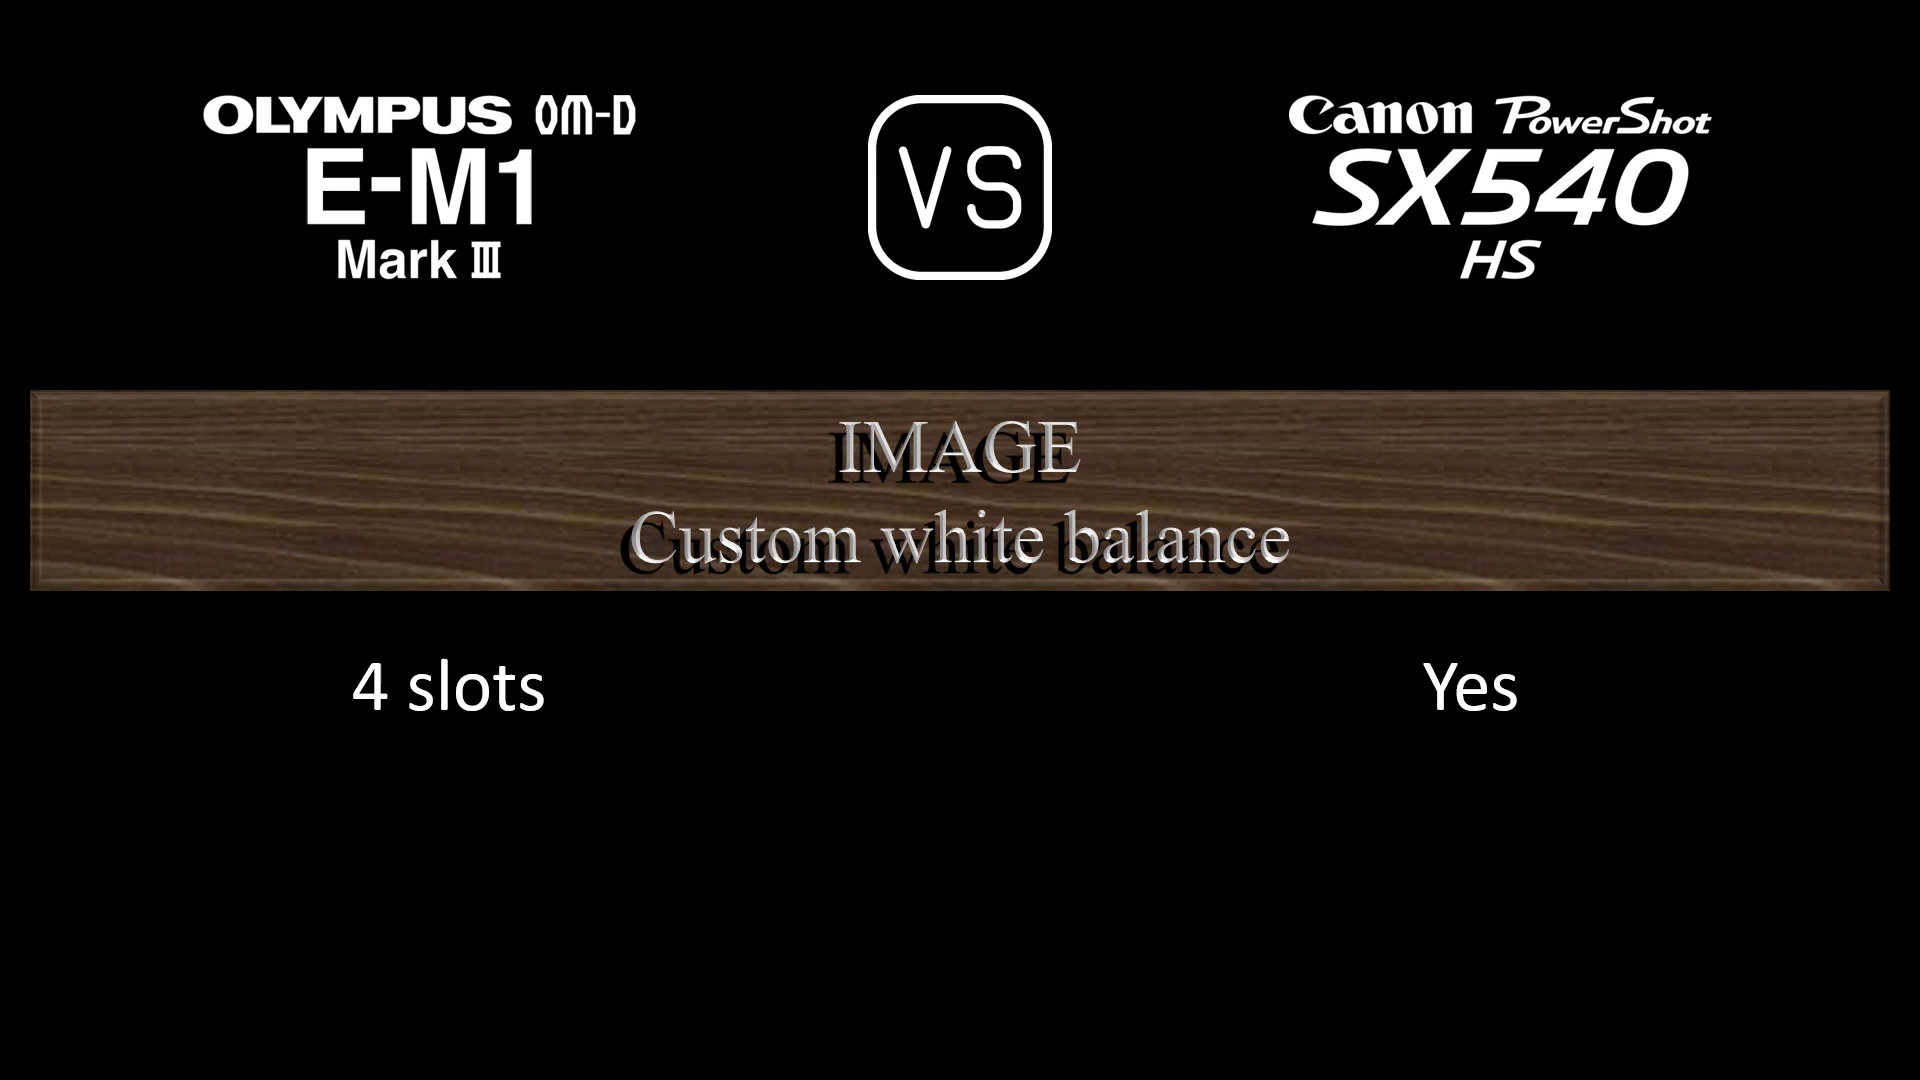 OLYMPUS OM-D
E-M1
Mark III
VS
Canon PowerShot
SX540
HS
IMAGE
Custom white balance
4 slots
Yes